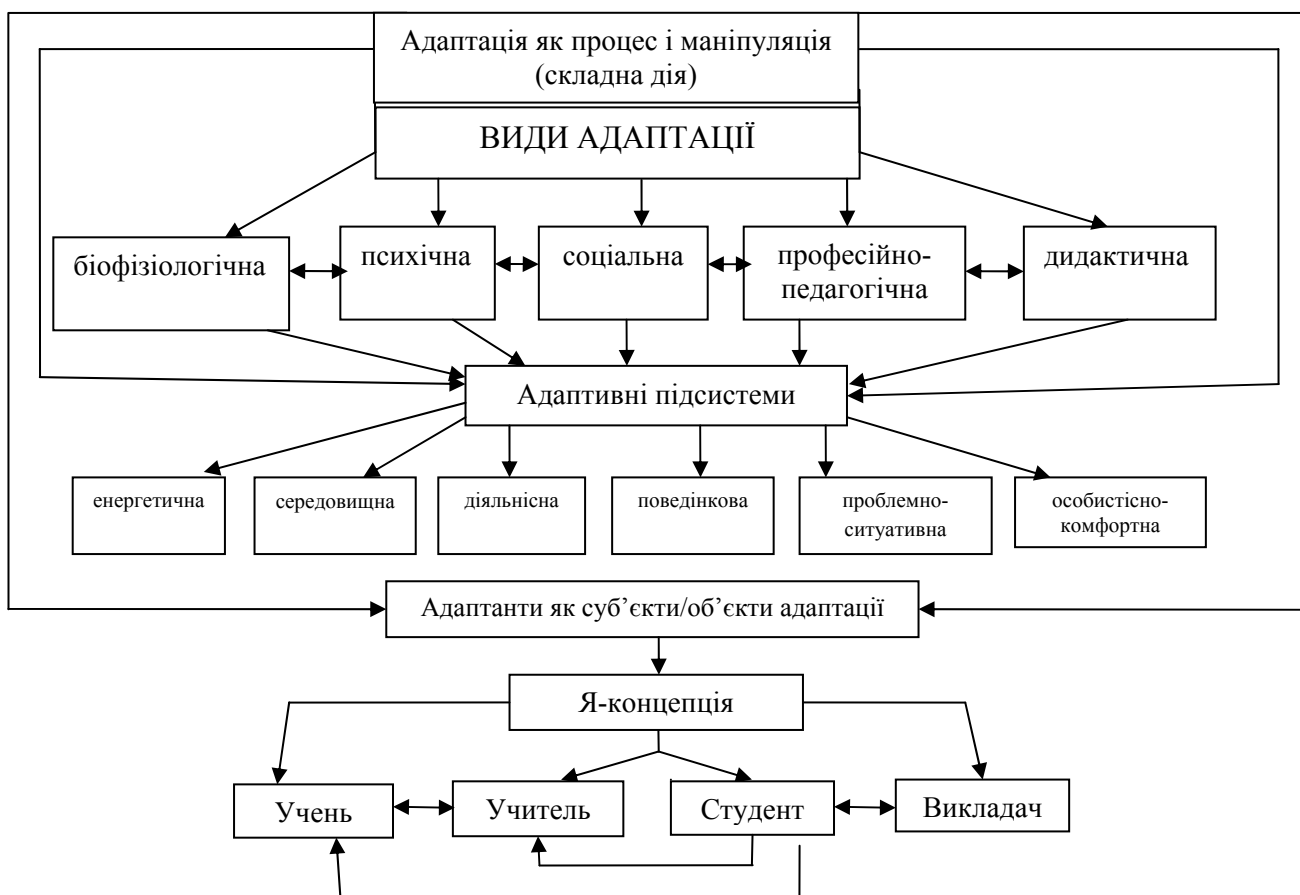 Адаптація як процес і маніпуляція
(складна дія)
ВИДИ АДАПТАЦІЇ
біофізіологічна
психічна
соціальна
професійно-
педагогічна
дидактична
Адаптивні підсистеми
енергетична
середовищна
діяльнісна
поведінкова
проблемно-
ситуативна
особистісно-
комфортна
Адаптанти як суб’єкти/об’єкти адаптації
Я-концепція
Учень
Учитель
Студент
Викладач